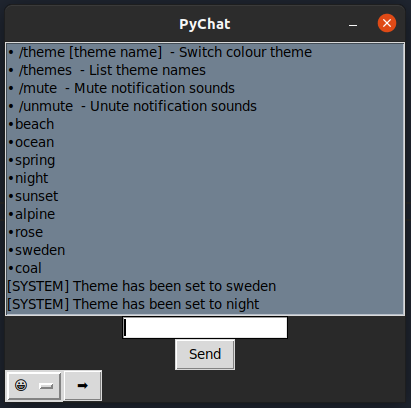 PyChat
• /theme [theme name]  - Switch colour theme
• /themes  - List theme names
• /mute  - Mute notification sounds
• /unmute  - Unute notification sounds
•beach
•ocean
•spring
•night
•sunset
•alpine
•rose
•sweden
•coal
[SYSTEM] Theme has been set to sweden
[SYSTEM] Theme has been set to night
Send